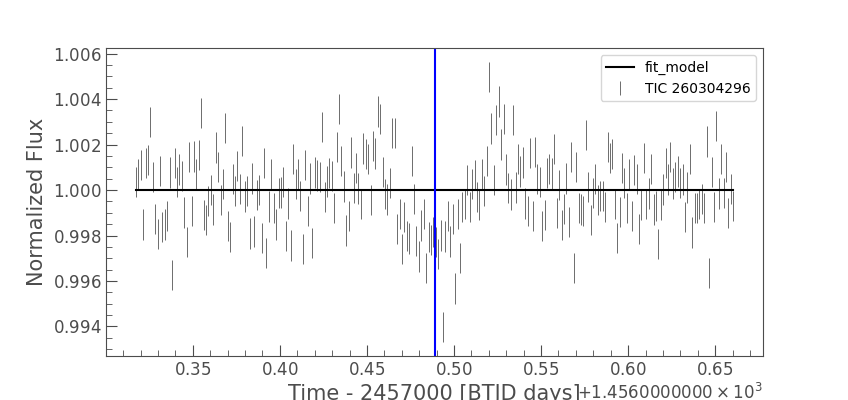 1.006
1.004
1.002
1.000
0.998
0.996
0.994
Normalized Flux
fit_model
TIC 260304296
0.35 0.40 0.45 0.50 0.55 0.60 0.65
Time - 2457000 [BTJD days]
+1.4560000000 × 10³